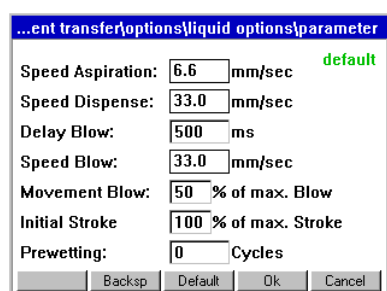 ...ent transfer\options\liquid options\parameter
default
Speed Aspiration: 6.6 mm/sec
Speed Dispense: 33.0 mm/sec
Delay Blow: 500 ms
Speed Blow: 33.0 mm/sec
Movement Blow: 50 % of max. Blow
Initial Stroke 100 % of max. Stroke
Prewetting: 0 Cycles
Backsp Default Ok Cancel